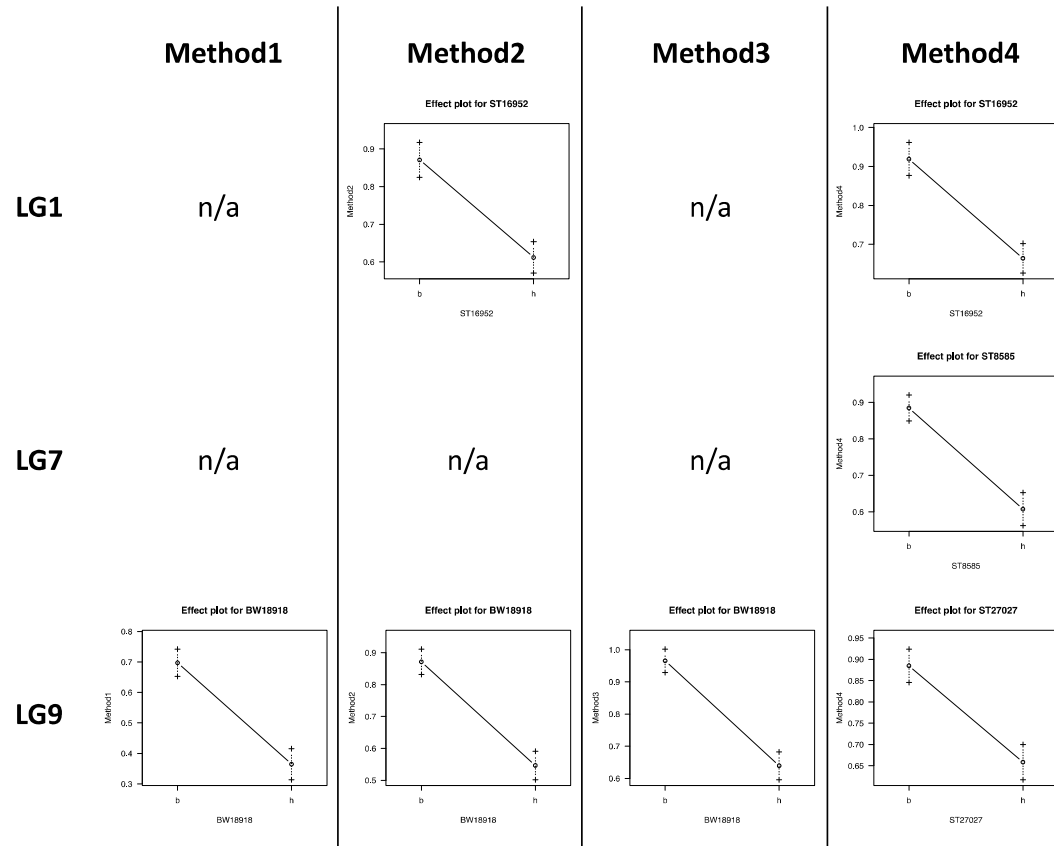 Method1 Method2 Method3 Method4
Effect plot for ST16952
Method2
0.9
0.8
0.7
0.6
b h
ST16952
Effect plot for ST16952
Method4
1.0
0.9
0.8
0.7
b h
ST16952
LG1 n/a n/a
Effect plot for ST8585
Method4
0.9
0.8
0.7
0.6
b h
ST8585
LG7 n/a n/a n/a
LG9
Effect plot for BW18918
Method1
0.8
0.7
0.6
0.5
0.4
0.3
b h
BW18918
Effect plot for BW18918
Method2
0.9
0.8
0.7
0.6
0.5
b h
BW18918
Effect plot for BW18918
Method3
1.0
0.9
0.8
0.7
0.6
b h
BW18918
Effect plot for ST27027
Method4
0.95
0.90
0.85
0.80
0.75
0.70
0.65
b h
ST27027